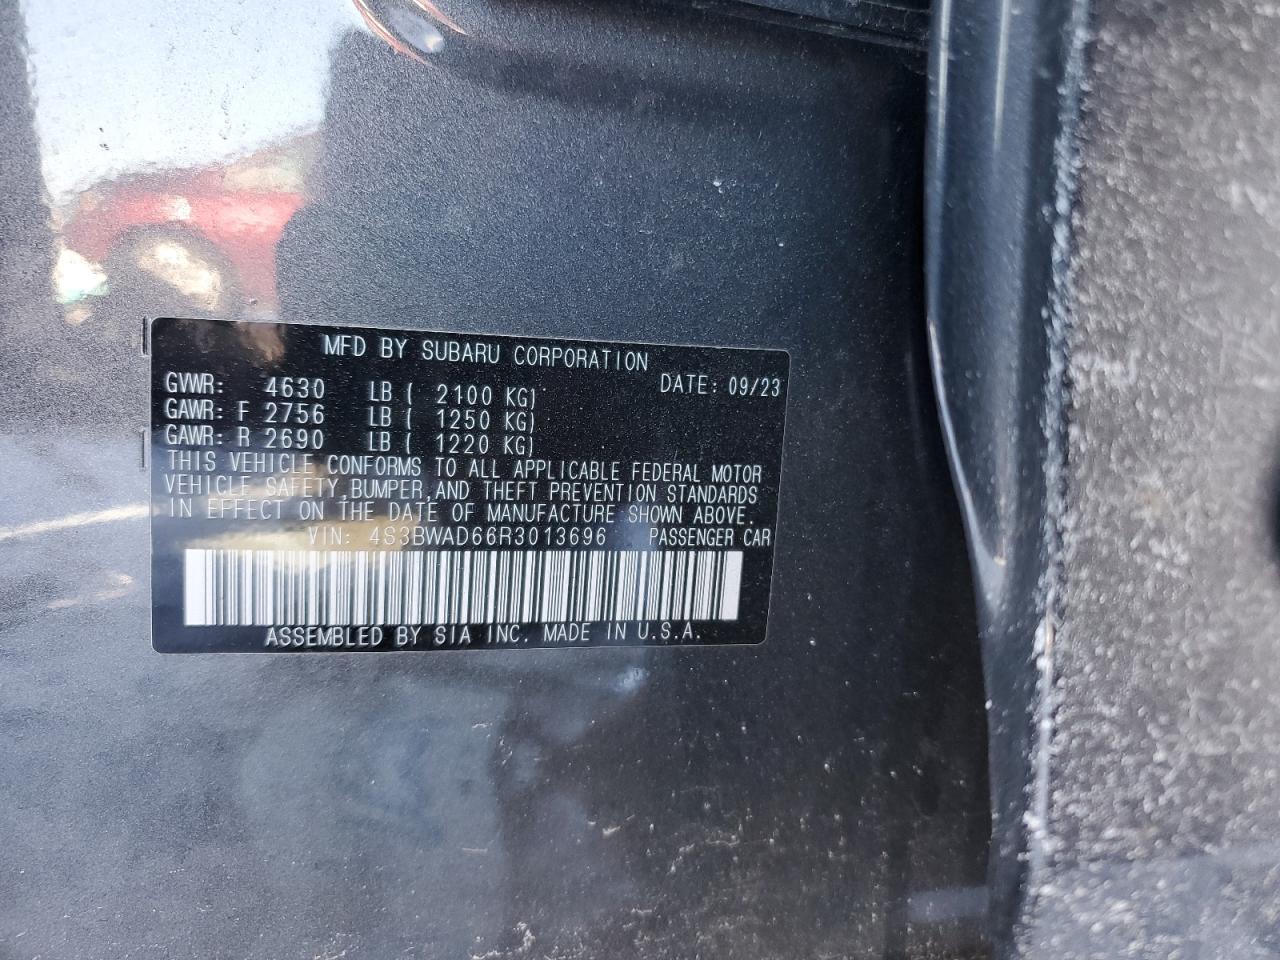 MFD BY SUBARU CORPORATION
DATE: 09/23
GVWR: 4630 LB ( 2100 KG)
GAWR: F 2756 LB ( 1250 KG)
GAWR: R 2690 LB ( 1220 KG)
THIS VEHICLE CONFORMS TO ALL APPLICABLE FEDERAL MOTOR
VEHICLE SAFETY,BUMPER,AND THEFT PREVENTION STANDARDS
IN EFFECT ON THE DATE OF MANUFACTURE SHOWN ABOVE.
VIN: 4S3BWAD66R3013696 PASSENGER CAR
ASSEMBLED BY SIA INC. MADE IN U.S.A.